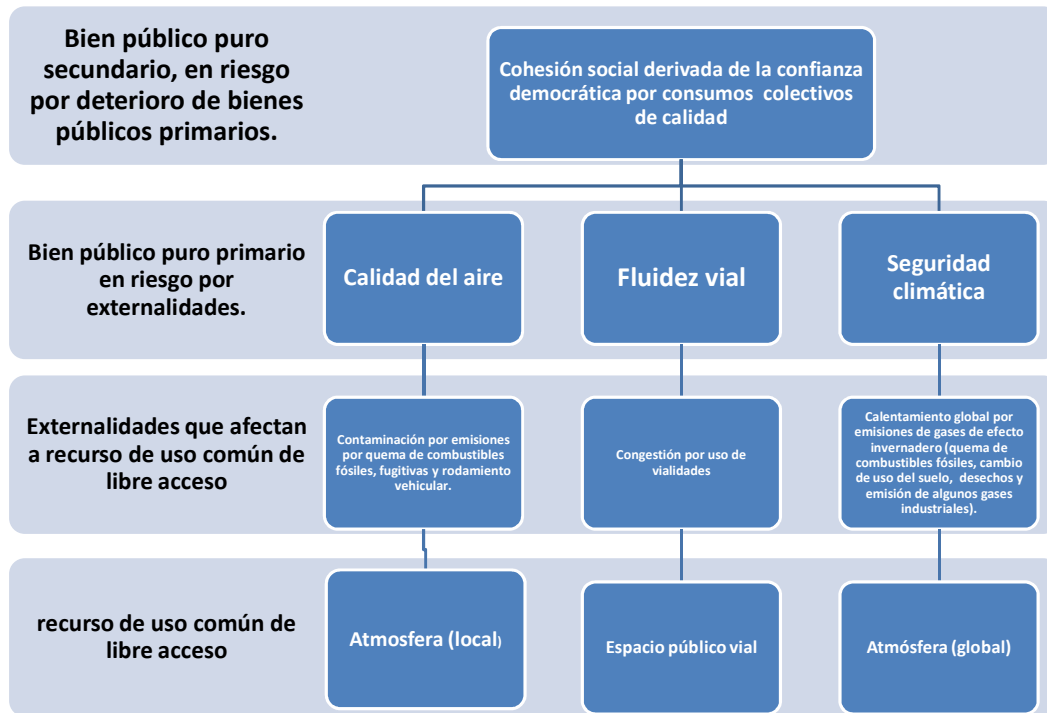 Bien público puro
secundario, en riesgo
por deterioro de bienes
públicos primarios.
Cohesión social derivada de la confianza
democrática por consumos colectivos
de calidad
Bien público puro primario
en riesgo por
externalidades.
Calidad del aire
Fluidez vial
Seguridad
climática
Externalidades que afectan
a recurso de uso común de
libre acceso
Contaminación por emisiones
por quema de combustibles
fósiles, fugitivas y rodamiento
vehicular.
Congestión por uso de
vialidades
Calentamiento global por
emisiones de gases de efecto
invernadero (quema de
combustibles fósiles, cambio
de uso del suelo, desechos y
emisión de algunos gases
industriales).
recurso de uso común de
libre acceso
Atmosfera (local)
Espacio público vial
Atmósfera (global)